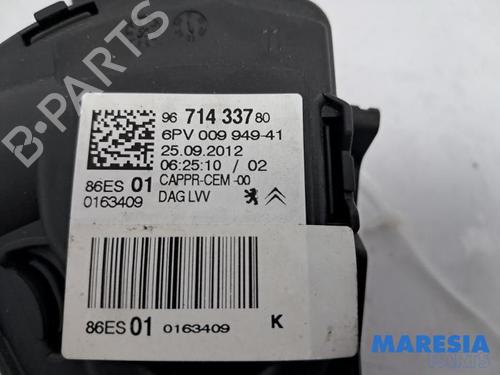 96 714 337 80
6PV 009 949-41
25.09.2012
06:25:10 / 02
86ES 01 CAPPR-CEM -00
0163409 DAG LVV
86ES 01 0163409 K
MARESIA
PARTS